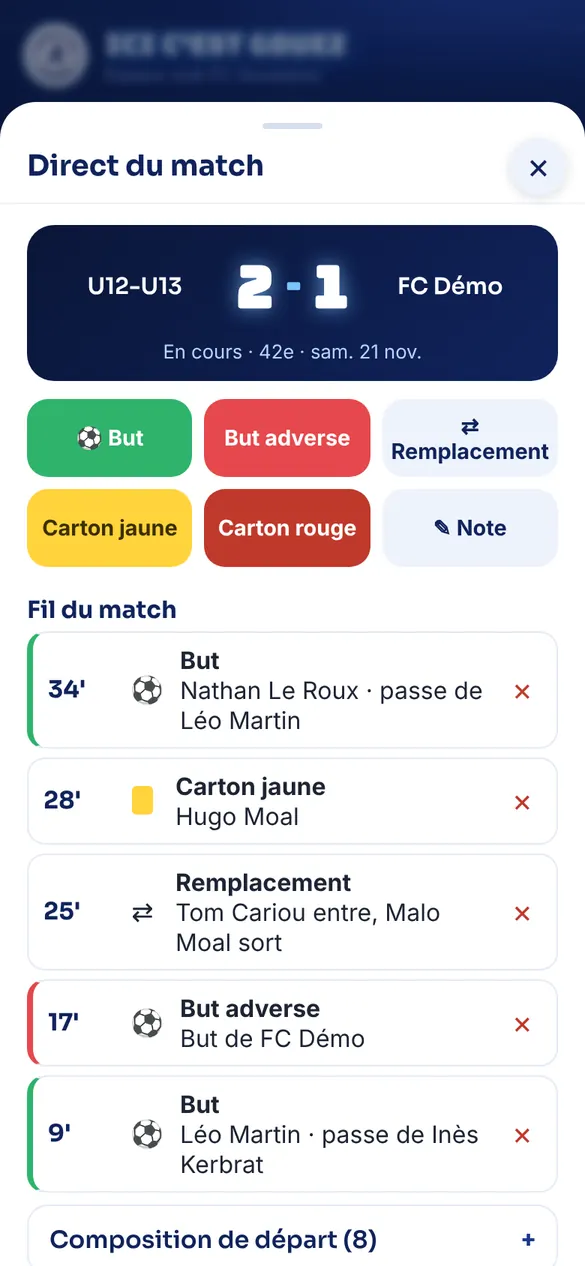 ICI C'EST GOUEZ
Direct du match
×
U12-U13 2 - 1 FC Démo
En cours · 42e · sam. 21 nov.
⚽ But
But adverse
⇄
Remplacement
Carton jaune
Carton rouge
✎ Note
Fil du match
But
34' ⚽ Nathan Le Roux · passe de ×
Léo Martin
Carton jaune
28' Hugo Moal ×
Remplacement
25' ⇄ Tom Cariou entre, Malo ×
Moal sort
But adverse
17' ⚽ But de FC Démo ×
But
9' ⚽ Léo Martin · passe de Inès ×
Kerbrat
Composition de départ (8) +